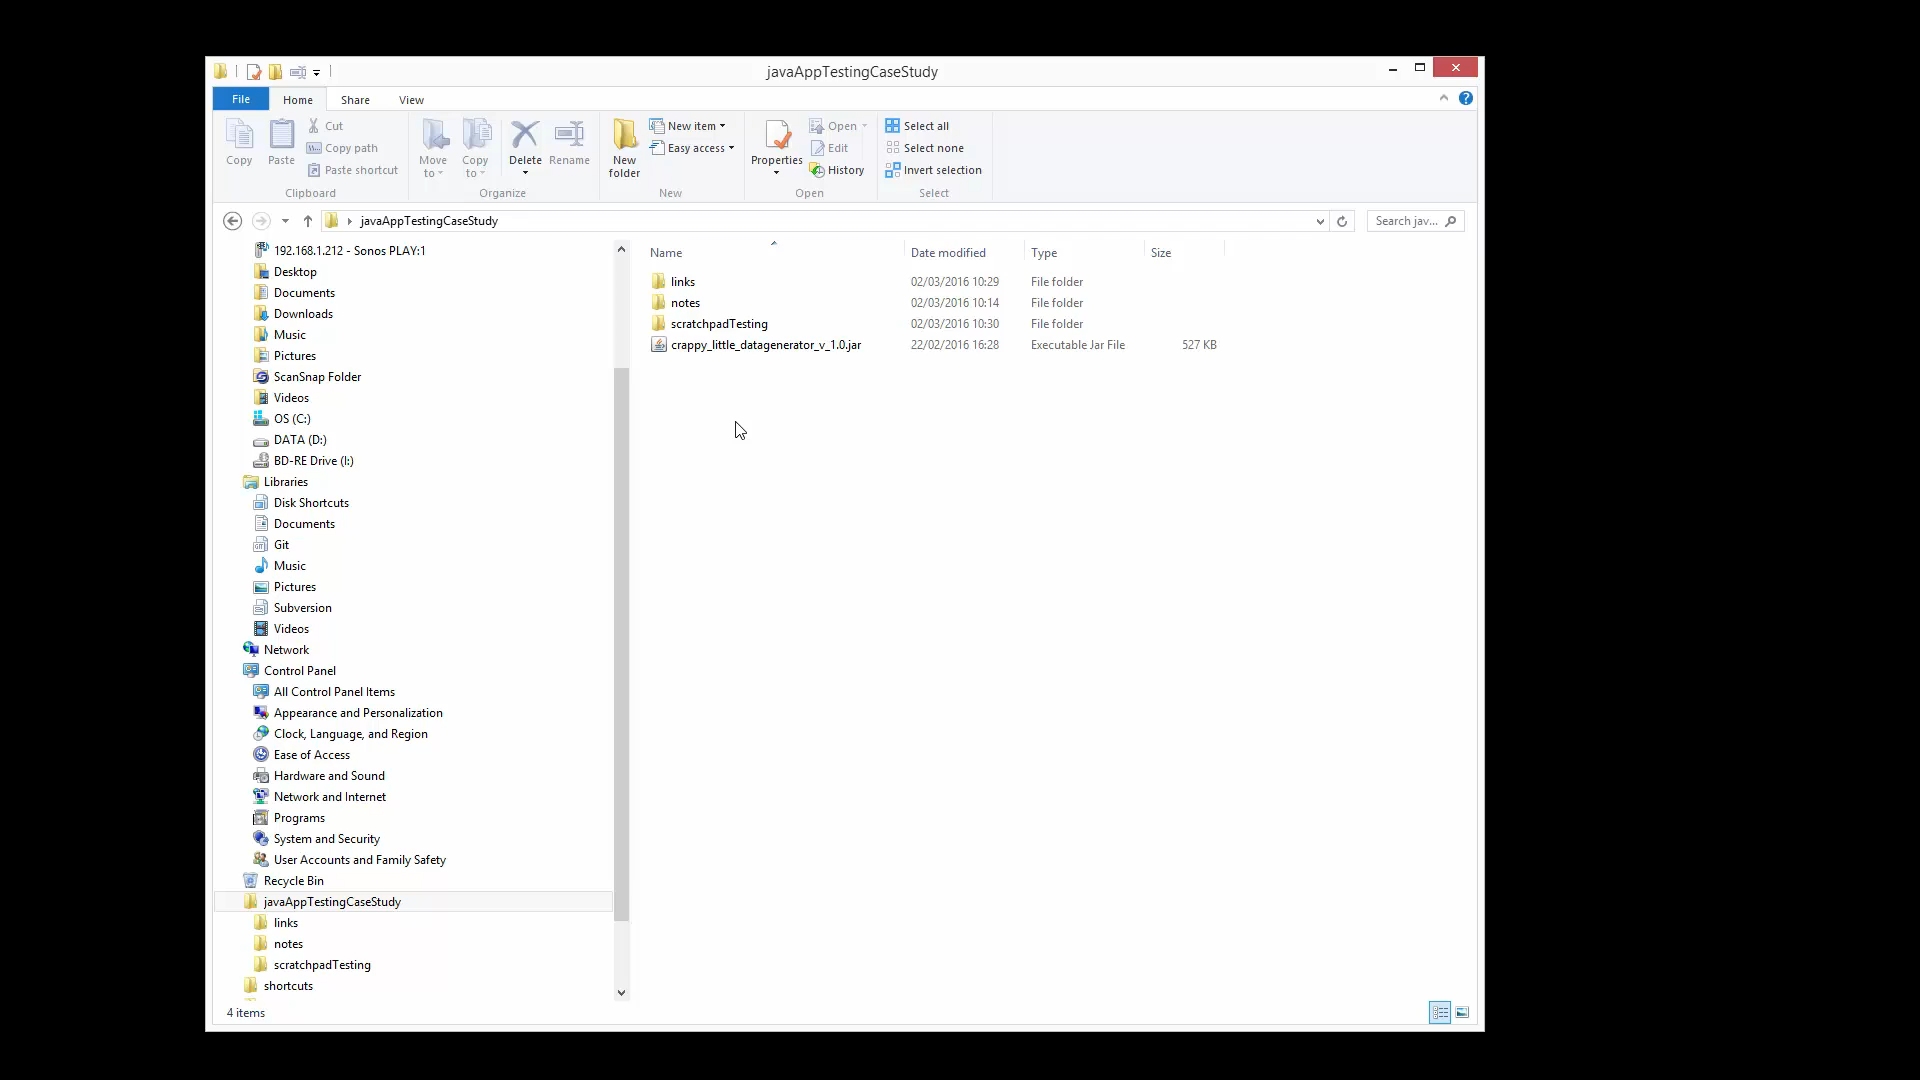 javaAppTestingCaseStudy
File Home Share View
Copy
Paste
Cut
Copy path
Paste shortcut
Clipboard
Move to
Copy to
Delete
Rename
Organize
New folder
New item
Easy access
New
Properties
Open
Edit
History
Open
Select all
Select none
Invert selection
Select
javaAppTestingCaseStudy
Search jav...
192.168.1.212 - Sonos PLAY:1
Desktop
Documents
Downloads
Music
Pictures
ScanSnap Folder
Videos
OS (C:)
DATA (D:)
BD-RE Drive (I:)
Libraries
Disk Shortcuts
Documents
Git
Music
Pictures
Subversion
Videos
Network
Control Panel
All Control Panel Items
Appearance and Personalization
Clock, Language, and Region
Ease of Access
Hardware and Sound
Network and Internet
Programs
System and Security
User Accounts and Family Safety
Recycle Bin
javaAppTestingCaseStudy
links
notes
scratchpadTesting
shortcuts
Name Date modified Type Size
links 02/03/2016 10:29 File folder
notes 02/03/2016 10:14 File folder
scratchpadTesting 02/03/2016 10:30 File folder
crappy_little_datagenerator_v_1.0.jar 22/02/2016 16:28 Executable Jar File 527 KB
4 items